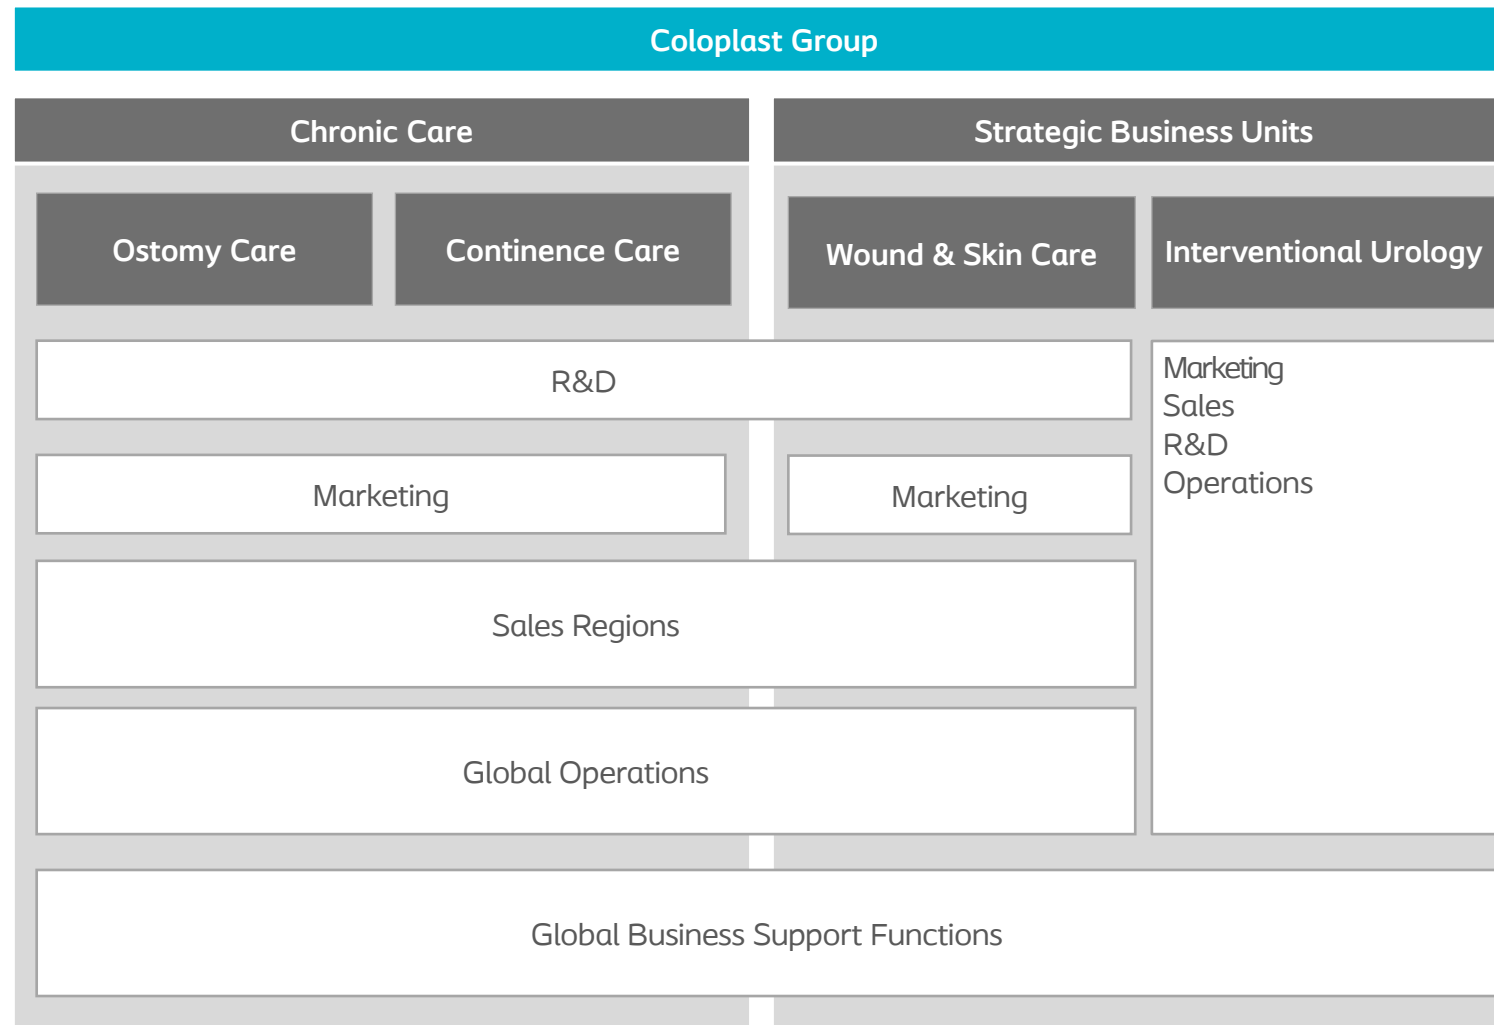 Coloplast Group
Chronic Care
Strategic Business Units
Ostomy Care
Continence Care
Wound & Skin Care
Interventional Urology
R&D
Marketing
Marketing
Marketing
Sales
R&D
Operations
Sales Regions
Global Operations
Global Business Support Functions